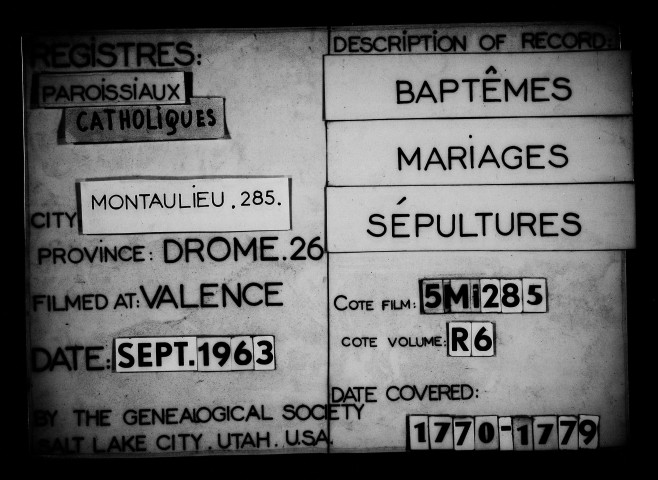 REGISTRES:
PAROISSIAUX
CATHOLIQUES
CITY MONTAULIEU. 285.
PROVINCE: DROME. 26
FILMED AT: VALENCE
DATE: SEPT. 1963
BY THE GENEALOGICAL SOCIETY
SALT LAKE CITY, UTAH. U.S.A.
DESCRIPTION OF RECORD:
BAPTÊMES
MARIAGES
SÉPULTURES
COTE FILM: 5Mi285
COTE VOLUME: R6
DATE COVERED:
1770-1779